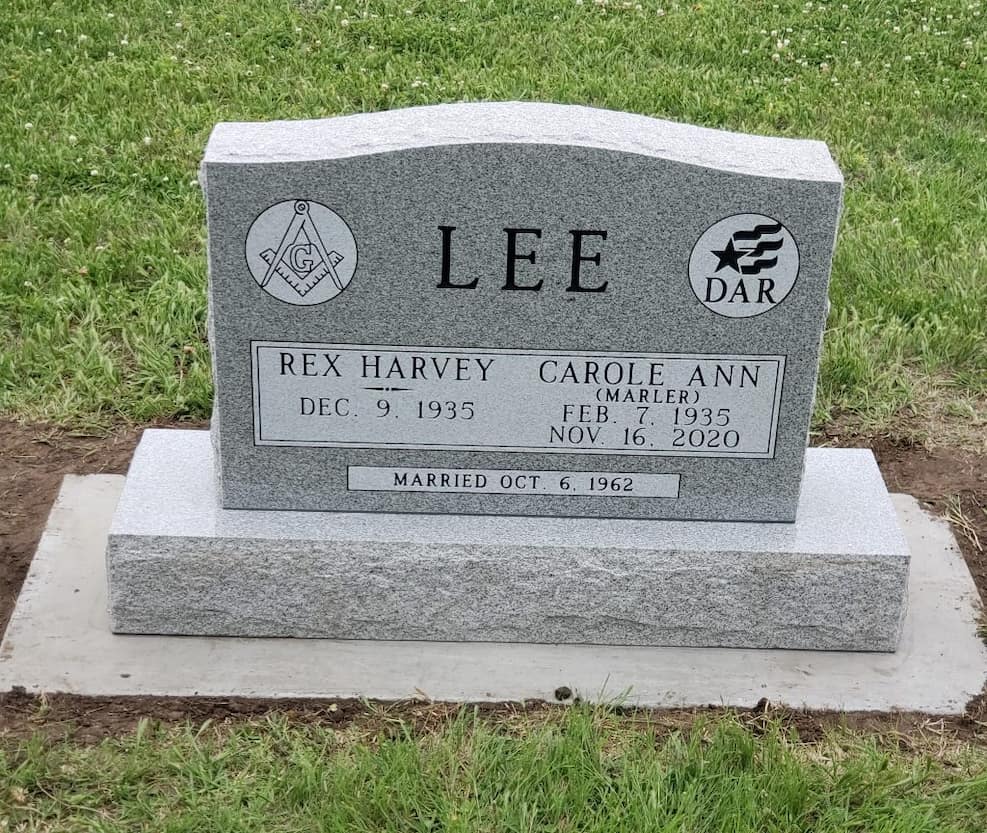 G
LEE
DAR
REX HARVEY
DEC. 9, 1935
CAROLE ANN
(MARLER)
FEB. 7, 1935
NOV. 16, 2020
MARRIED OCT. 6, 1962